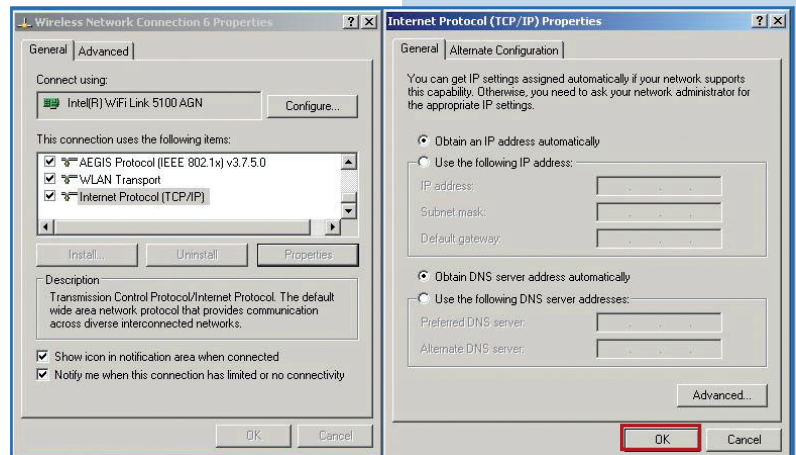 Wireless Network Connection 6 Properties
General Advanced
Connect using:
Intel(R) WiFi Link 5100 AGN
Configure...
This connection uses the following items:
AEGIS Protocol (IEEE 802.1x) v3.7.5.0
WLAN Transport
Internet Protocol (TCP/IP)
Install... Uninstall Properties
Description
Transmission Control Protocol/Internet Protocol. The default
wide area network protocol that provides communication
across diverse interconnected networks.
Show icon in notification area when connected
Notify me when this connection has limited or no connectivity
OK Cancel
Internet Protocol (TCP/IP) Properties
General Alternate Configuration
You can get IP settings assigned automatically if your network supports
this capability. Otherwise, you need to ask your network administrator for
the appropriate IP settings.
Obtain an IP address automatically
Use the following IP address:
IP address:
Subnet mask:
Default gateway:
Obtain DNS server address automatically
Use the following DNS server addresses:
Preferred DNS server:
Alternate DNS server:
Advanced...
OK Cancel